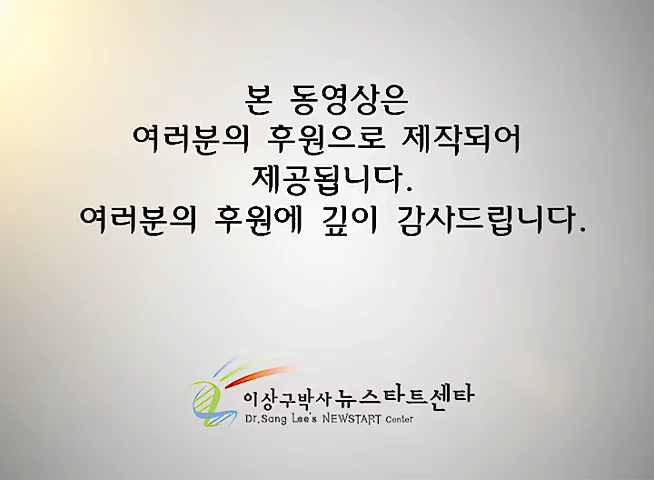 본 동영상은
여러분의 후원으로 제작되어
제공됩니다.
여러분의 후원에 깊이 감사드립니다.
이상구박사 뉴스타트센타
Dr.Sang Lee's NEWSTART Center